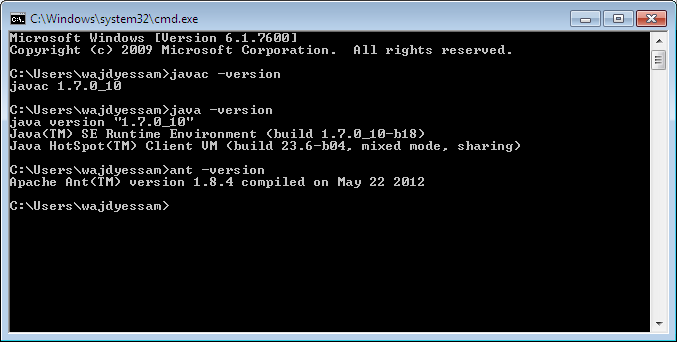 C:\Windows\system32\cmd.exe
Microsoft Windows [Version 6.1.7600]
Copyright (c) 2009 Microsoft Corporation.  All rights reserved.
C:\Users\wajdyessam>javac -version
javac 1.7.0_10
C:\Users\wajdyessam>java -version
java version "1.7.0_10"
Java(TM) SE Runtime Environment (build 1.7.0_10-b18)
Java HotSpot(TM) Client VM (build 23.6-b04, mixed mode, sharing)
C:\Users\wajdyessam>ant -version
Apache Ant(TM) version 1.8.4 compiled on May 22 2012
C:\Users\wajdyessam>